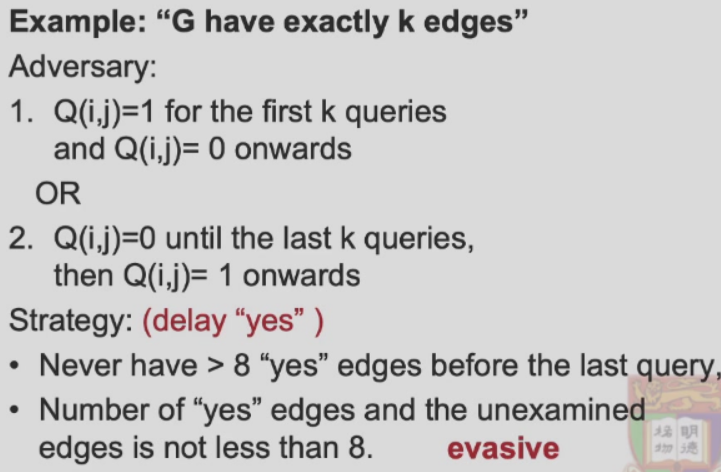 Example: “G have exactly k edges”
Adversary:
1. Q(i,j)=1 for the first k queries
and Q(i,j)= 0 onwards
OR
2. Q(i,j)=0 until the last k queries,
then Q(i,j)= 1 onwards
Strategy: (delay “yes” )
• Never have > 8 “yes” edges before the last query,
• Number of “yes” edges and the unexamined
edges is not less than 8. evasive
明
物 德